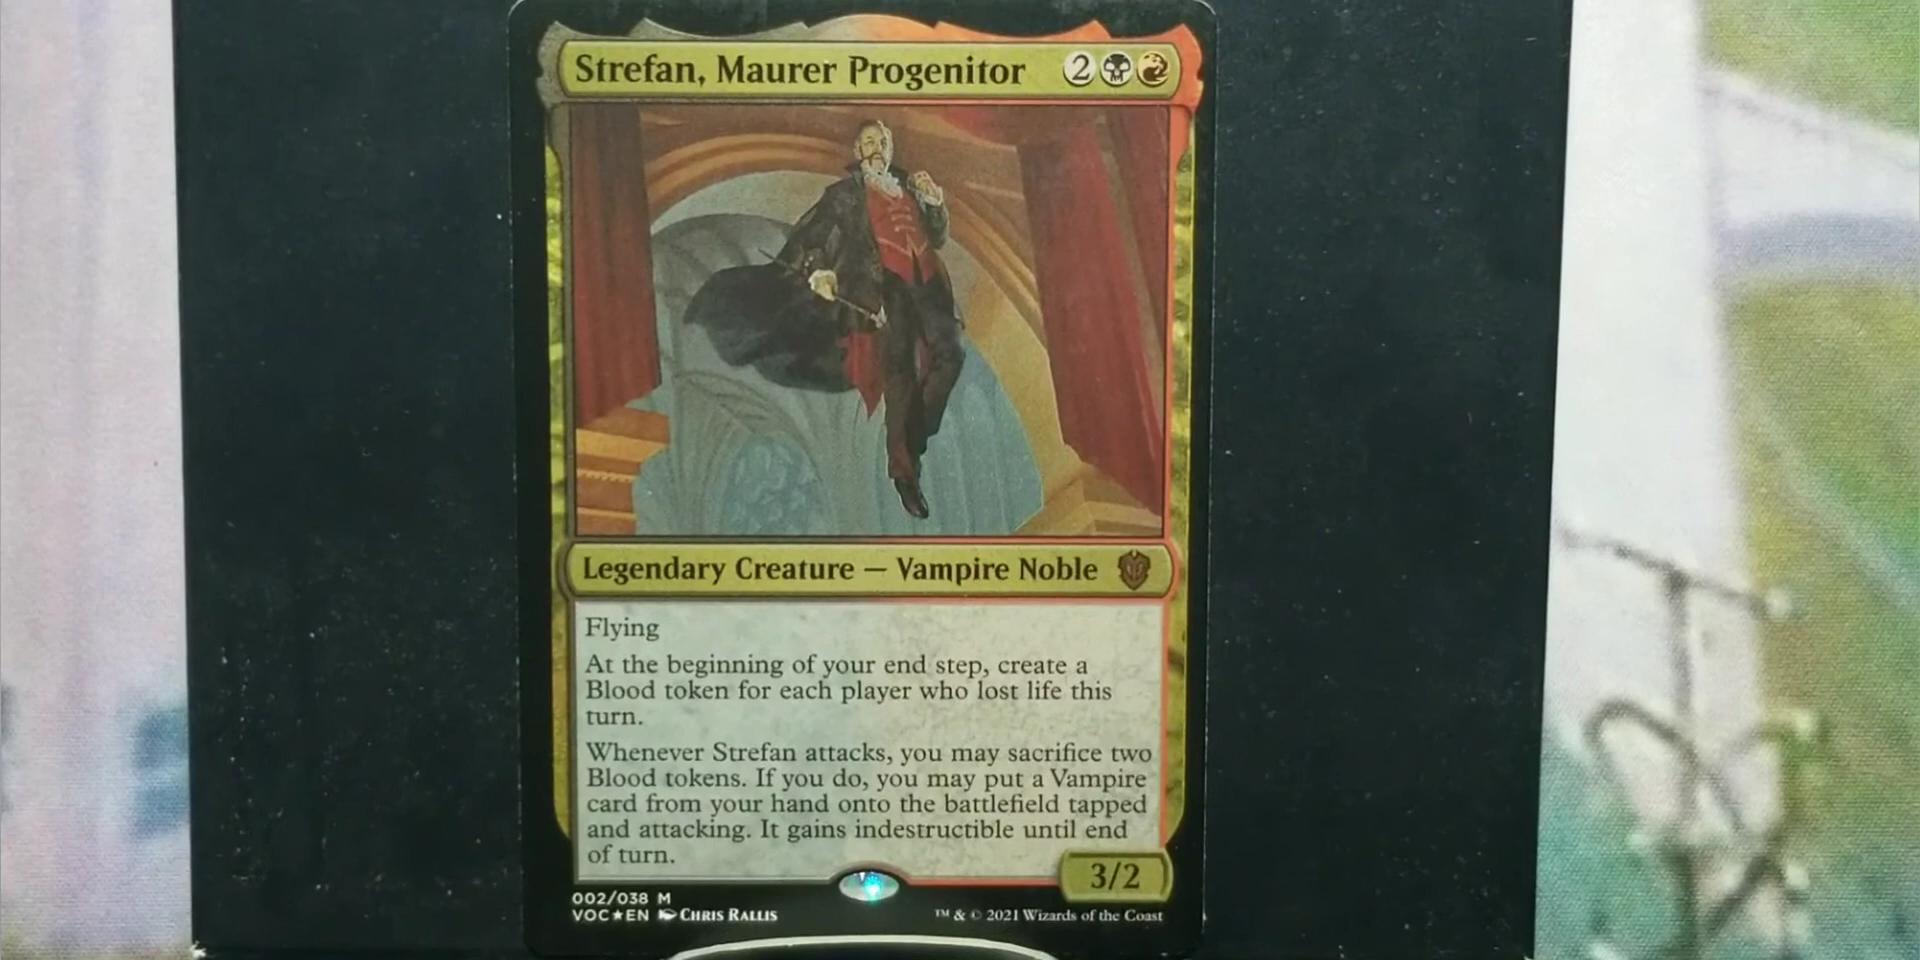 Strefan, Maurer Progenitor 2
Legendary Creature — Vampire Noble
Flying
At the beginning of your end step, create a
Blood token for each player who lost life this
turn.
Whenever Strefan attacks, you may sacrifice two
Blood tokens. If you do, you may put a Vampire
card from your hand onto the battlefield tapped
and attacking. It gains indestructible until end
of turn.
3/2
002/038 M
VOC★EN Chris Rallis ™ & © 2021 Wizards of the Coast